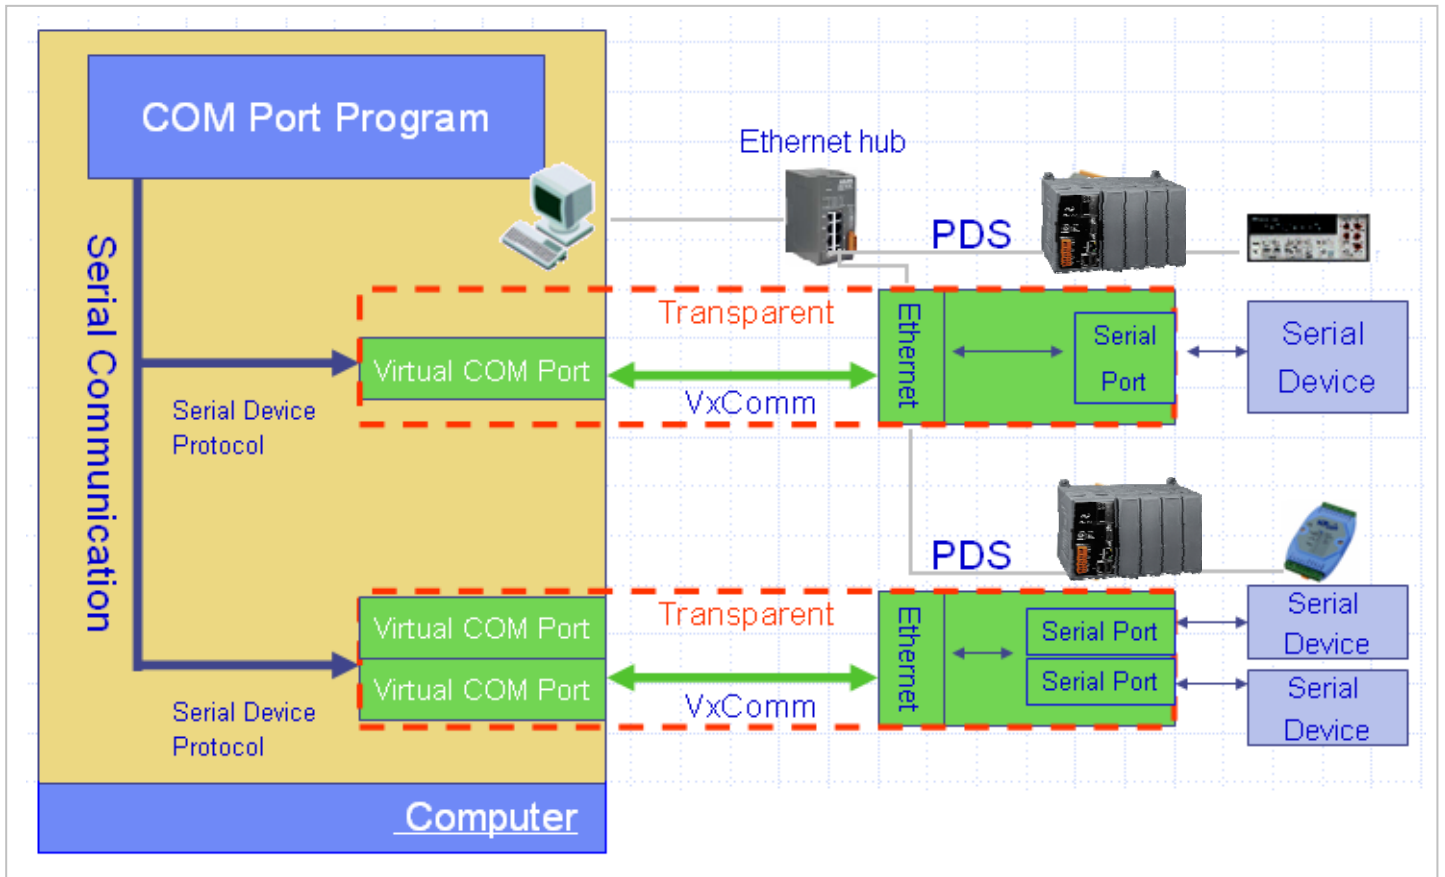 COM Port Program
Ethernet hub
PDS
Serial Communication
Transparent
Ethernet
Serial
Port
Serial
Device
Virtual COM Port
VxComm
Serial Device
Protocol
PDS
Transparent
Ethernet
Virtual COM Port
Virtual COM Port
Serial Port
Serial Port
Serial
Device
Serial
Device
VxComm
Serial Device
Protocol
Computer